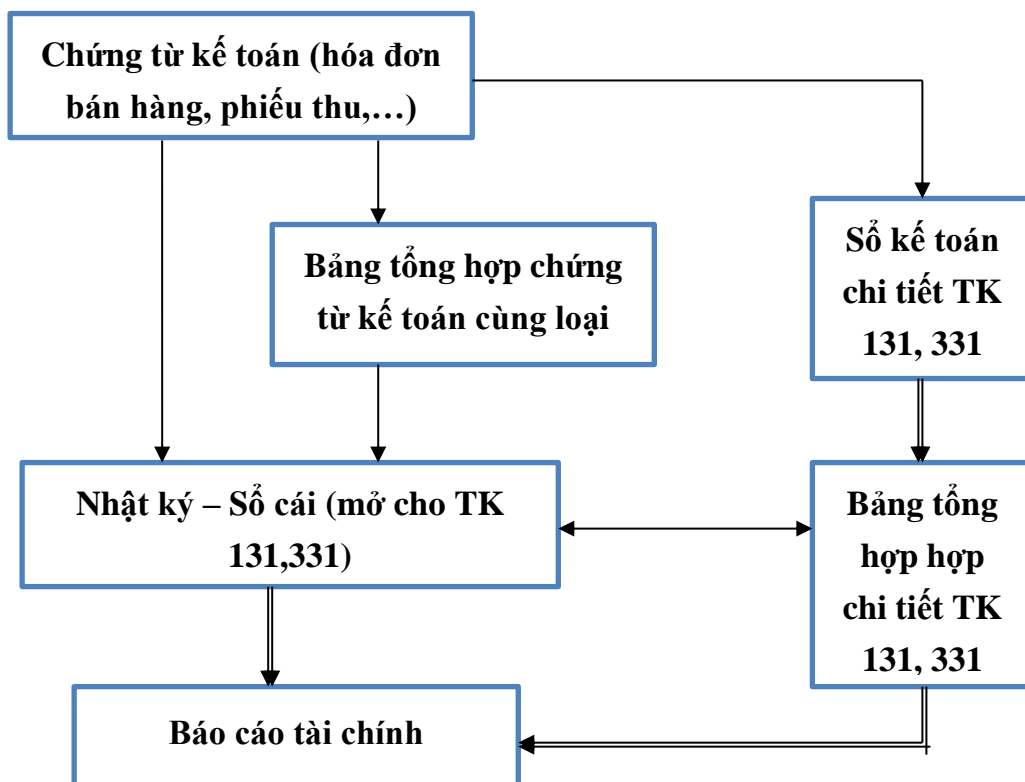 Chứng từ kế toán (hóa đơn
bán hàng, phiếu thu,…)
Bảng tổng hợp chứng
từ kế toán cùng loại
Sổ kế toán
chi tiết TK
131, 331
Nhật ký – Sổ cái (mở cho TK
131,331)
Bảng tổng
hợp hợp
chi tiết TK
131, 331
Báo cáo tài chính